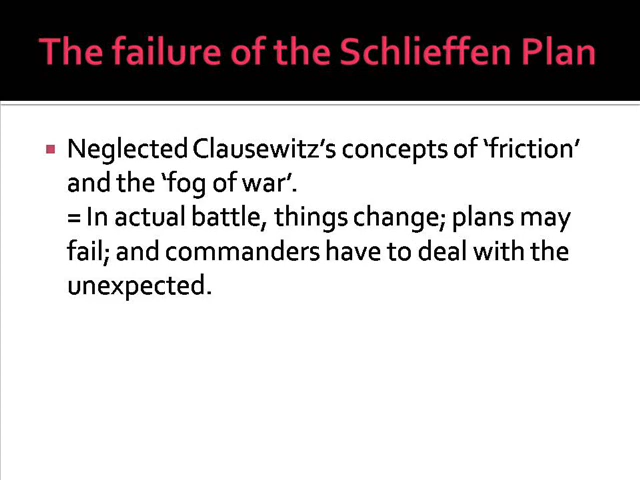 The failure of the Schlieffen Plan
Neglected Clausewitz’s concepts of ‘friction’
and the ‘fog of war’.
= In actual battle, things change; plans may
fail; and commanders have to deal with the
unexpected.